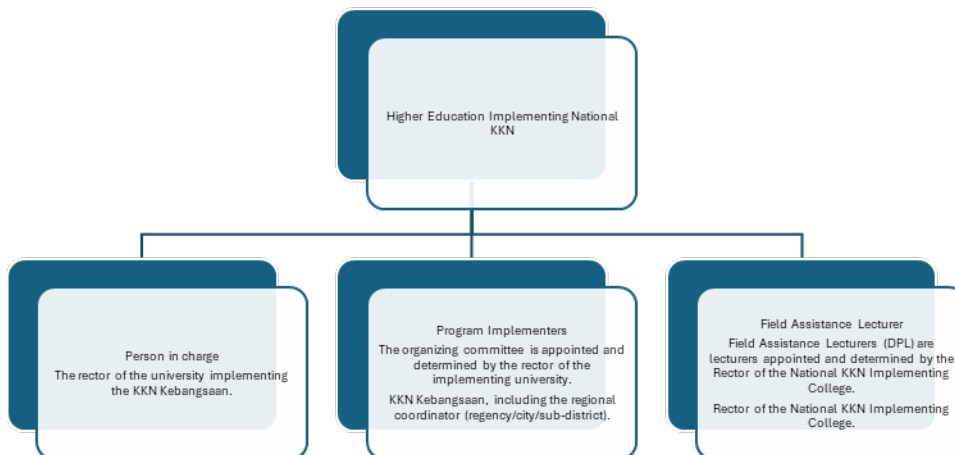 Higher Education Implementing National
KKN
Person in charge
The rector of the university implementing
the KKN Kebangsaan.
Program Implementers
The organizing committee is appointed and
determined by the rector of the
implementing university.
KKN Kebangsaan, including the regional
coordinator (regency/city/sub-district).
Field Assistance Lecturer
Field Assistance Lecturers (DPL) are
lecturers appointed and determined by the
Rector of the National KKN Implementing
College.
Rector of the National KKN Implementing
College.